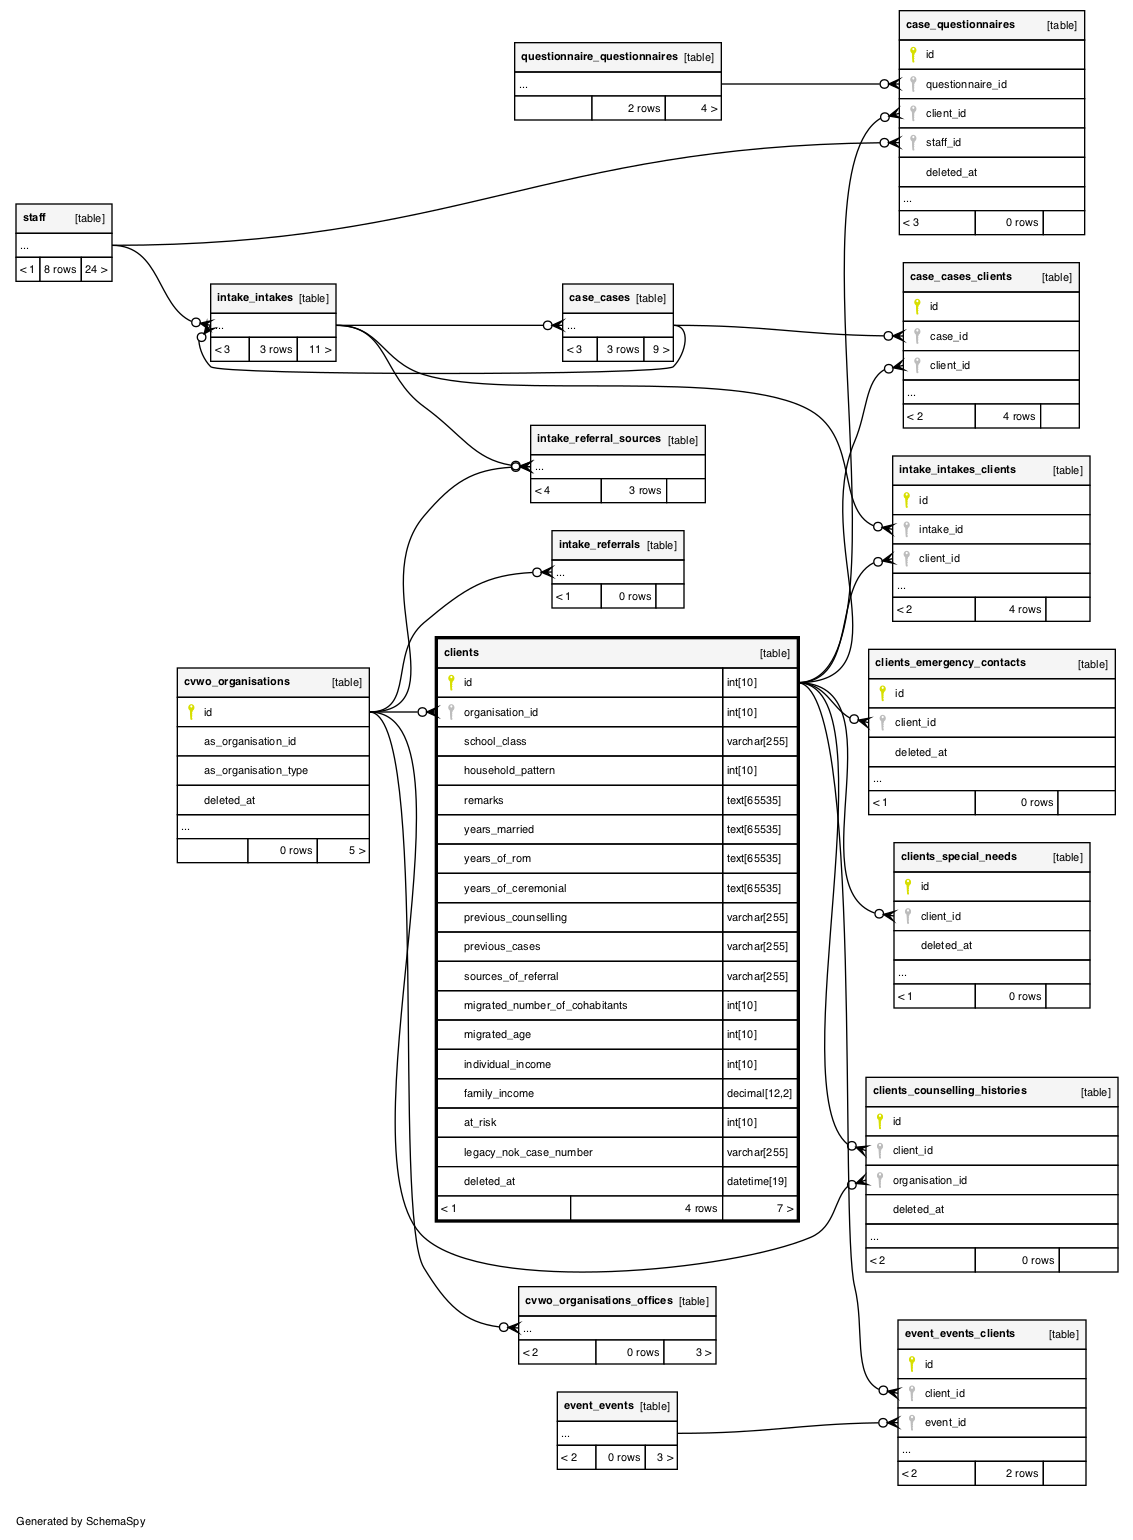 case_questionnaires [table]
id
questionnaire_id
client_id
staff_id
deleted_at
...
< 3 0 rows
questionnaire_questionnaires [table]
...
2 rows 4 >
staff [table]
...
< 1 8 rows 24 >
intake_intakes [table]
...
< 3 3 rows 11 >
case_cases [table]
...
< 3 3 rows 9 >
case_cases_clients [table]
id
case_id
client_id
...
< 2 4 rows
intake_referral_sources [table]
...
< 4 3 rows
intake_intakes_clients [table]
id
intake_id
client_id
...
< 2 4 rows
intake_referrals [table]
...
< 1 0 rows
cvwo_organisations [table]
id
as_organisation_id
as_organisation_type
deleted_at
...
0 rows 5 >
clients [table]
id int[10]
organisation_id int[10]
school_class varchar[255]
household_pattern int[10]
remarks text[65535]
years_married text[65535]
years_of_rom text[65535]
years_of_ceremonial text[65535]
previous_counselling varchar[255]
previous_cases varchar[255]
sources_of_referral varchar[255]
migrated_number_of_cohabitants int[10]
migrated_age int[10]
individual_income int[10]
family_income decimal[12,2]
at_risk int[10]
legacy_nok_case_number varchar[255]
deleted_at datetime[19]
< 1 4 rows 7 >
clients_emergency_contacts [table]
id
client_id
deleted_at
...
< 1 0 rows
clients_special_needs [table]
id
client_id
deleted_at
...
< 1 0 rows
clients_counselling_histories [table]
id
client_id
organisation_id
deleted_at
...
< 2 0 rows
cvwo_organisations_offices [table]
...
< 2 0 rows 3 >
event_events [table]
...
< 2 0 rows 3 >
event_events_clients [table]
id
client_id
event_id
...
< 2 2 rows
Generated by SchemaSpy